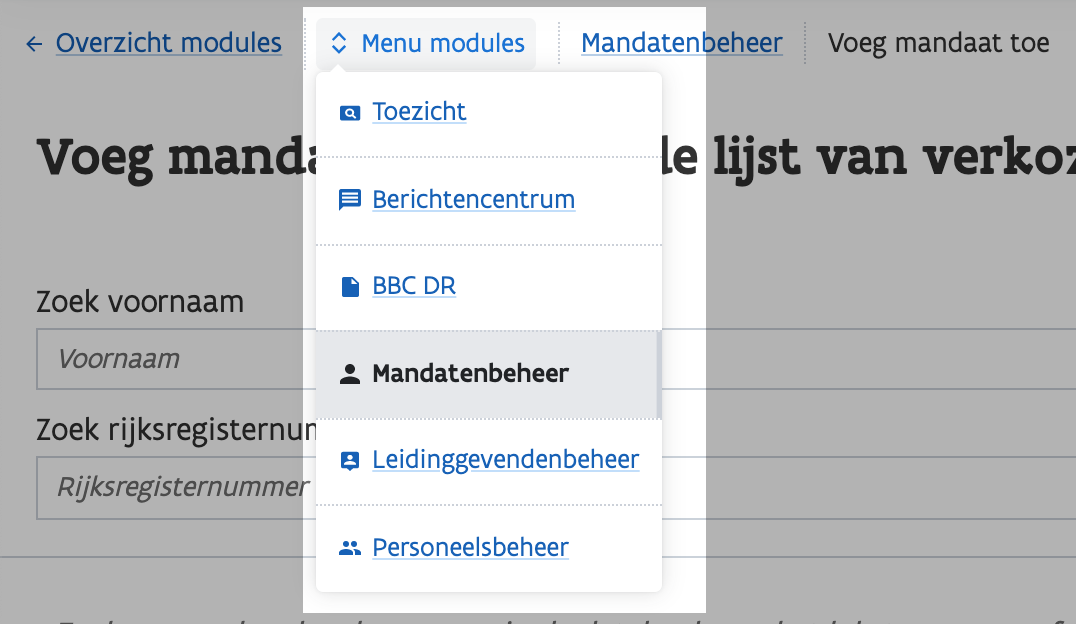 Overzicht modules
Menu modules
Mandatenbeheer
Voeg mandaat toe
Toezicht
Berichtencentrum
BBC DR
Mandatenbeheer
Leidinggevendenbeheer
Personeelsbeheer
Voeg manda
le lijst van verkoz
Zoek voornaam
Voornaam
Zoek rijksregisternum
Rijksregisternummer